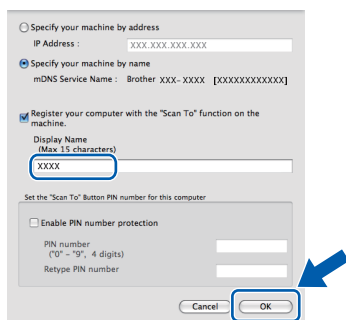 Specify your machine by address
IP Address : XXX.XXX.XXX.XXX
Specify your machine by name
mDNS Service Name : Brother XXX-XXXX [XXXXXXXXXXXX]
Register your computer with the "Scan To" function on the
machine.
Display Name
(Max 15 characters)
XXXX
Set the "Scan To" Button PIN number for this computer
Enable PIN number protection
PIN number
("0" – "9", 4 digits)
Retype PIN number
Cancel OK